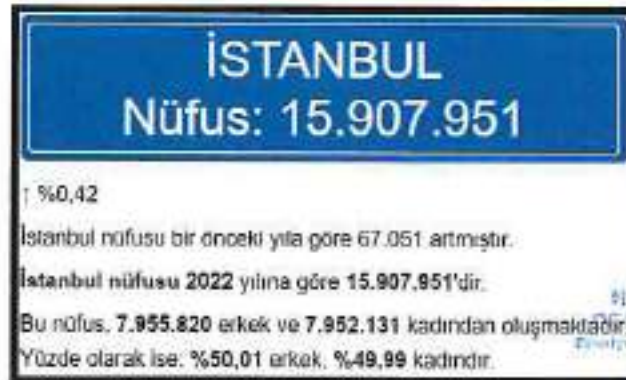 İSTANBUL
Nüfus: 15.907.951
↑ %0,42
İstanbul nüfusu bir önceki yıla göre 67.051 artmıştır.
İstanbul nüfusu 2022 yılına göre 15.907.951'dir.
Bu nüfus, 7.955.820 erkek ve 7.952.131 kadından oluşmaktadır.
Yüzde olarak ise: %50,01 erkek, %49,99 kadındır.